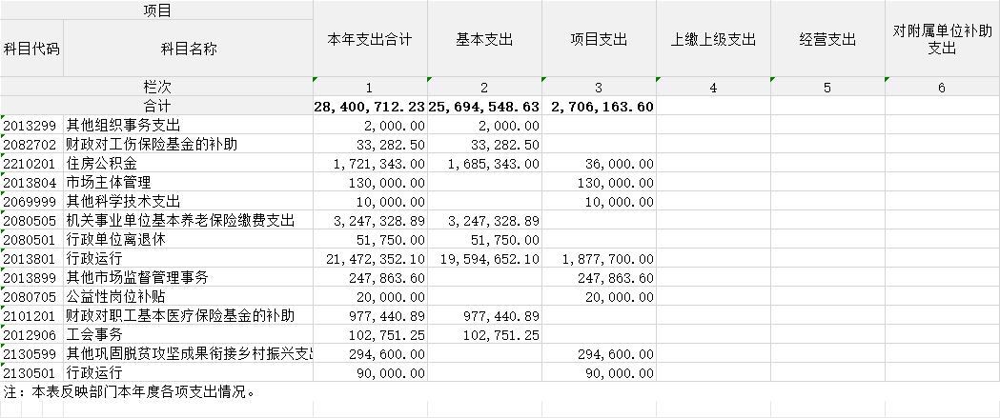 项目
科目代码 科目名称 本年支出合计 基本支出 项目支出 上缴上级支出 经营支出 对附属单位补助
支出
栏次 1 2 3 4 5 6
合计 28,400,712.23 25,694,548.63 2,706,163.60
2013299 其他组织事务支出 2,000.00 2,000.00
2082702 财政对工伤保险基金的补助 33,282.50 33,282.50
2210201 住房公积金 1,721,343.00 1,685,343.00 36,000.00
2013804 市场主体管理 130,000.00 130,000.00
2069999 其他科学技术支出 10,000.00 10,000.00
2080505 机关事业单位基本养老保险缴费支出 3,247,328.89 3,247,328.89
2080501 行政单位离退休 51,750.00 51,750.00
2013801 行政运行 21,472,352.10 19,594,652.10 1,877,700.00
2013899 其他市场监督管理事务 247,863.60 247,863.60
2080705 公益性岗位补贴 20,000.00 20,000.00
2101201 财政对职工基本医疗保险基金的补助 977,440.89 977,440.89
2012906 工会事务 102,751.25 102,751.25
2130599 其他巩固脱贫攻坚成果衔接乡村振兴支出 294,600.00 294,600.00
2130501 行政运行 90,000.00 90,000.00
注：本表反映部门本年度各项支出情况。